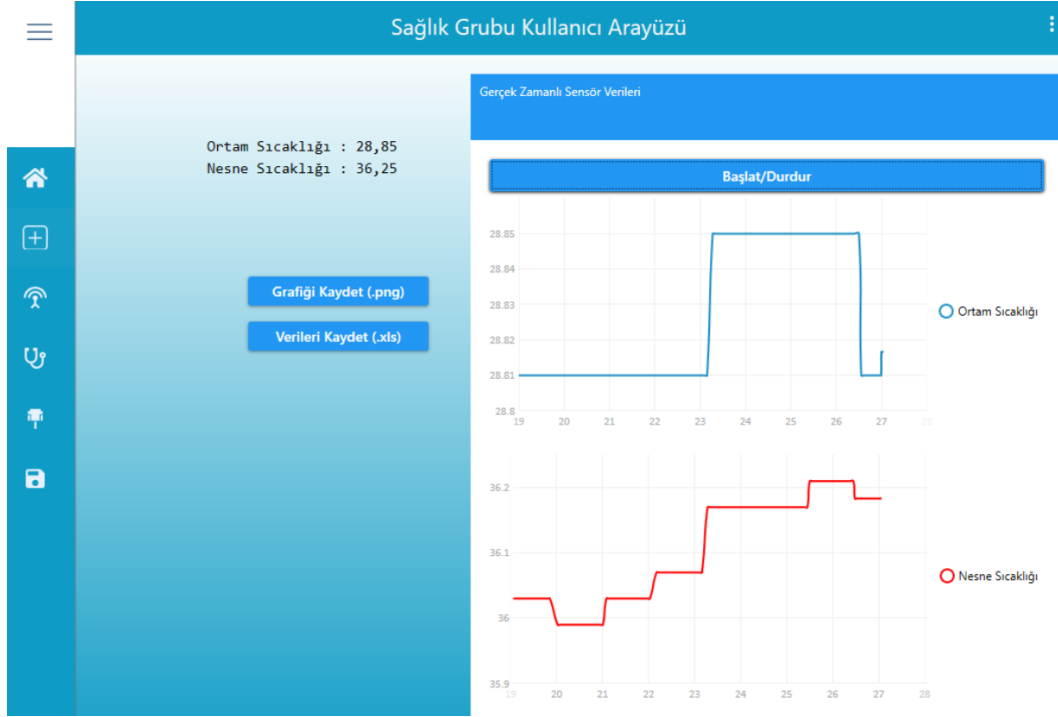 Sağlık Grubu Kullanıcı Arayüzü
Gerçek Zamanlı Sensör Verileri
Ortam Sıcaklığı : 28,85
Nesne Sıcaklığı : 36,25
Başlat/Durdur
Grafiği Kaydet (.png)
Verileri Kaydet (.xls)
28.85
28.84
28.83
28.82
28.81
28.8
19 20 21 22 23 24 25 26 27 28
Ortam Sıcaklığı
36.2
36.1
36
35.9
19 20 21 22 23 24 25 26 27 28
Nesne Sıcaklığı